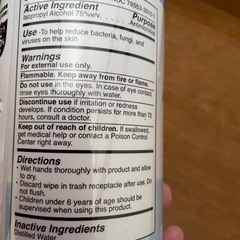 NDC 78553-
Active Ingredient Purpose
Isopropyl Alcohol 75%v/v. Antimicrobial
Use -To help reduce bacteria, fungi, and
viruses on the skin
Warnings
For external use only.
Flammable. Keep away from fire or flame.
Do not use in the eyes. In case of eye contact,
rinse eyes thoroughly with water.
Discontinue use if irritation or redness
develops. If condition persists for more than 72
hours, consult a doctor.
Keep out of reach of children. If swallowed,
get medical help or contact a Poison Control
Center right away.
Directions
• Wet hands thoroughly with product and allow
to dry.
• Discard wipe in trash receptacle after use. Do
not flush.
• Children under 6 years of age should be
supervised when using this product.
Inactive Ingredients
Distilled Water